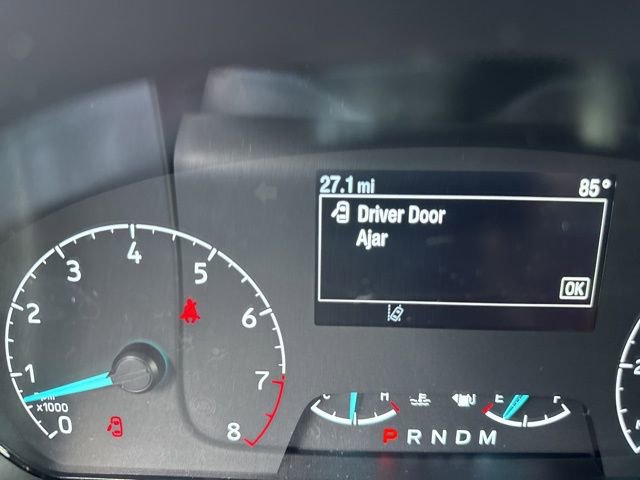 27.1 mi 85°
Driver Door
Ajar
OK
0 1 2 3 4 5 6 7 8
x1000
H E F
P R N D M